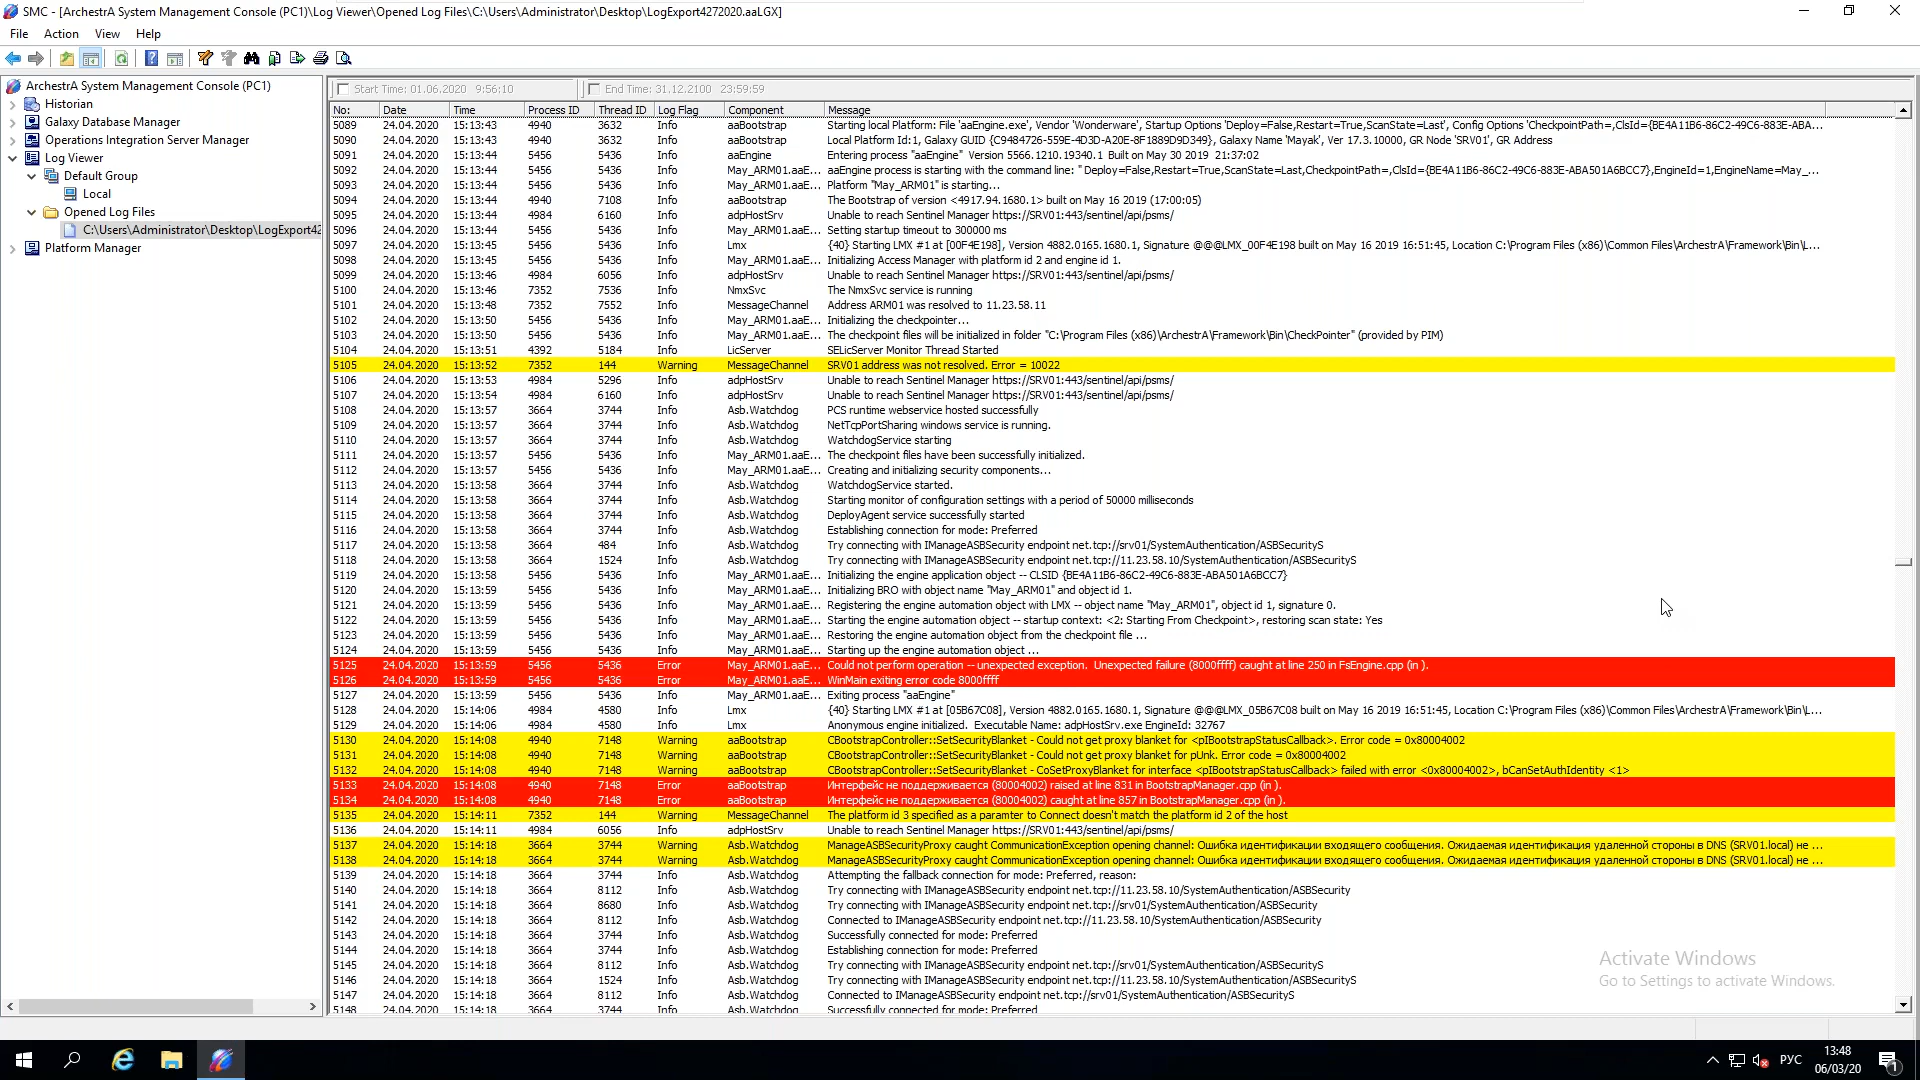 SMC - [ArchestrA System Management Console (PC1)\Log Viewer\Opened Log Files\C:\Users\Administrator\Desktop\LogExport4272020.aaLGX]
File Action View Help
ArchestrA System Management Console (PC1)
Historian
Galaxy Database Manager
Operations Integration Server Manager
Log Viewer
Default Group
Local
Opened Log Files
C:\Users\Administrator\Desktop\LogExport42
Platform Manager
Start Time: 01.06.2020 9:56:10 End Time: 31.12.2100 23:59:59
No: Date Time Process ID Thread ID Log Flag Component Message
5089 24.04.2020 15:13:43 4940 3632 Info aaBootstrap Starting local Platform: File 'aaEngine.exe', Vendor 'Wonderware', Startup Options 'Deploy=False,Restart=True,ScanState=Last', Config Options 'CheckpointPath=,ClsId={BE4A11B6-86C2-49C6-883E-ABA...
5090 24.04.2020 15:13:43 4940 3632 Info aaBootstrap Local Platform Id:1, Galaxy GUID {C9484726-559E-4D3D-A20E-8F1889D9D349}, Galaxy Name 'Mayak', Ver 17.3.10000, GR Node 'SRV01', GR Address
5091 24.04.2020 15:13:44 5456 5436 Info aaEngine Entering process "aaEngine" Version 5566.1210.19340.1 Built on May 30 2019 21:37:02
5092 24.04.2020 15:13:44 5456 5436 Info May_ARM01.aaE... aaEngine process is starting with the command line: " Deploy=False,Restart=True,ScanState=Last,CheckpointPath=,ClsId={BE4A11B6-86C2-49C6-883E-ABA501A6BCC7},EngineId=1,EngineName=May_...
5093 24.04.2020 15:13:44 5456 5436 Info May_ARM01.aaE... Platform "May_ARM01" is starting...
5094 24.04.2020 15:13:44 4940 7108 Info aaBootstrap The Bootstrap of version <4917.94.1680.1> built on May 16 2019 (17:00:05)
5095 24.04.2020 15:13:44 4984 6160 Info adpHostSrv Unable to reach Sentinel Manager https://SRV01:443/sentinel/api/psms/
5096 24.04.2020 15:13:44 5456 5436 Info May_ARM01.aaE... Setting startup timeout to 300000 ms
5097 24.04.2020 15:13:45 5456 5436 Info Lmx {40} Starting LMX #1 at [00F4E198], Version 4882.0165.1680.1, Signature @@@LMX_00F4E198 built on May 16 2019 16:51:45, Location C:\Program Files (x86)\Common Files\ArchestrA\Framework\Bin\L...
5098 24.04.2020 15:13:45 5456 5436 Info May_ARM01.aaE... Initializing Access Manager with platform id 2 and engine id 1.
5099 24.04.2020 15:13:46 4984 6056 Info adpHostSrv Unable to reach Sentinel Manager https://SRV01:443/sentinel/api/psms/
5100 24.04.2020 15:13:46 7352 7536 Info NmxSvc The NmxSvc service is running
5101 24.04.2020 15:13:48 7352 7552 Info MessageChannel Address ARM01 was resolved to 11.23.58.11
5102 24.04.2020 15:13:50 5456 5436 Info May_ARM01.aaE... Initializing the checkpointer...
5103 24.04.2020 15:13:50 5456 5436 Info May_ARM01.aaE... The checkpoint files will be initialized in folder "C:\Program Files (x86)\ArchestrA\Framework\Bin\CheckPointer" (provided by PIM)
5104 24.04.2020 15:13:51 4392 5184 Info LicServer SELicServer Monitor Thread Started
5105 24.04.2020 15:13:52 7352 144 Warning MessageChannel SRV01 address was not resolved. Error = 10022
5106 24.04.2020 15:13:53 4984 5296 Info adpHostSrv Unable to reach Sentinel Manager https://SRV01:443/sentinel/api/psms/
5107 24.04.2020 15:13:54 4984 6160 Info adpHostSrv Unable to reach Sentinel Manager https://SRV01:443/sentinel/api/psms/
5108 24.04.2020 15:13:57 3664 3744 Info Asb.Watchdog PCS runtime webservice hosted successfully
5109 24.04.2020 15:13:57 3664 3744 Info Asb.Watchdog NetTcpPortSharing windows service is running.
5110 24.04.2020 15:13:57 3664 3744 Info Asb.Watchdog WatchdogService starting
5111 24.04.2020 15:13:57 5456 5436 Info May_ARM01.aaE... The checkpoint files have been successfully initialized.
5112 24.04.2020 15:13:57 5456 5436 Info May_ARM01.aaE... Creating and initializing security components...
5113 24.04.2020 15:13:58 3664 3744 Info Asb.Watchdog WatchdogService started.
5114 24.04.2020 15:13:58 3664 3744 Info Asb.Watchdog Starting monitor of configuration settings with a period of 50000 milliseconds
5115 24.04.2020 15:13:58 3664 3744 Info Asb.Watchdog DeployAgent service successfully started
5116 24.04.2020 15:13:58 3664 3744 Info Asb.Watchdog Establishing connection for mode: Preferred
5117 24.04.2020 15:13:58 3664 484 Info Asb.Watchdog Try connecting with IManageASBSecurity endpoint net.tcp://srv01/SystemAuthentication/ASBSecurityS
5118 24.04.2020 15:13:58 3664 1524 Info Asb.Watchdog Try connecting with IManageASBSecurity endpoint net.tcp://11.23.58.10/SystemAuthentication/ASBSecurityS
5119 24.04.2020 15:13:58 5456 5436 Info May_ARM01.aaE... Initializing the engine application object -- CLSID {BE4A11B6-86C2-49C6-883E-ABA501A6BCC7}
5120 24.04.2020 15:13:59 5456 5436 Info May_ARM01.aaE... Initializing BRO with object name "May_ARM01" and object id 1.
5121 24.04.2020 15:13:59 5456 5436 Info May_ARM01.aaE... Registering the engine automation object with LMX -- object name "May_ARM01", object id 1, signature 0.
5122 24.04.2020 15:13:59 5456 5436 Info May_ARM01.aaE... Starting the engine automation object -- startup context: <2: Starting From Checkpoint>, restoring scan state: Yes
5123 24.04.2020 15:13:59 5456 5436 Info May_ARM01.aaE... Restoring the engine automation object from the checkpoint file ...
5124 24.04.2020 15:13:59 5456 5436 Info May_ARM01.aaE... Starting up the engine automation object ...
5125 24.04.2020 15:13:59 5456 5436 Error May_ARM01.aaE... Could not perform operation -- unexpected exception. Unexpected failure (8000ffff) caught at line 250 in FsEngine.cpp (in ).
5126 24.04.2020 15:13:59 5456 5436 Error May_ARM01.aaE... WinMain exiting error code 8000ffff
5127 24.04.2020 15:13:59 5456 5436 Info May_ARM01.aaE... Exiting process "aaEngine"
5128 24.04.2020 15:14:06 4984 4580 Info Lmx {40} Starting LMX #1 at [05B67C08], Version 4882.0165.1680.1, Signature @@@LMX_05B67C08 built on May 16 2019 16:51:45, Location C:\Program Files (x86)\Common Files\ArchestrA\Framework\Bin\L...
5129 24.04.2020 15:14:06 4984 4580 Info Lmx Anonymous engine initialized. Executable Name: adpHostSrv.exe EngineId: 32767
5130 24.04.2020 15:14:08 4940 7148 Warning aaBootstrap CBootstrapController::SetSecurityBlanket - Could not get proxy blanket for <pIBootstrapStatusCallback>. Error code = 0x80004002
5131 24.04.2020 15:14:08 4940 7148 Warning aaBootstrap CBootstrapController::SetSecurityBlanket - Could not get proxy blanket for pUnk. Error code = 0x80004002
5132 24.04.2020 15:14:08 4940 7148 Warning aaBootstrap CBootstrapController::SetSecurityBlanket - CoSetProxyBlanket for interface <pIBootstrapStatusCallback> failed with error <0x80004002>, bCanSetAuthIdentity <1>
5133 24.04.2020 15:14:08 4940 7148 Error aaBootstrap Интерфейс не поддерживается (80004002) raised at line 831 in BootstrapManager.cpp (in ).
5134 24.04.2020 15:14:08 4940 7148 Error aaBootstrap Интерфейс не поддерживается (80004002) caught at line 857 in BootstrapManager.cpp (in ).
5135 24.04.2020 15:14:11 7352 144 Warning MessageChannel The platform id 3 specified as a paramter to Connect doesn't match the platform id 2 of the host
5136 24.04.2020 15:14:11 4984 6056 Info adpHostSrv Unable to reach Sentinel Manager https://SRV01:443/sentinel/api/psms/
5137 24.04.2020 15:14:18 3664 3744 Warning Asb.Watchdog ManageASBSecurityProxy caught CommunicationException opening channel: Ошибка идентификации входящего сообщения. Ожидаемая идентификация удаленной стороны в DNS (SRV01.local) не ...
5138 24.04.2020 15:14:18 3664 3744 Warning Asb.Watchdog ManageASBSecurityProxy caught CommunicationException opening channel: Ошибка идентификации входящего сообщения. Ожидаемая идентификация удаленной стороны в DNS (SRV01.local) не ...
5139 24.04.2020 15:14:18 3664 3744 Info Asb.Watchdog Attempting the fallback connection for mode: Preferred, reason:
5140 24.04.2020 15:14:18 3664 8112 Info Asb.Watchdog Try connecting with IManageASBSecurity endpoint net.tcp://11.23.58.10/SystemAuthentication/ASBSecurity
5141 24.04.2020 15:14:18 3664 8680 Info Asb.Watchdog Try connecting with IManageASBSecurity endpoint net.tcp://srv01/SystemAuthentication/ASBSecurity
5142 24.04.2020 15:14:18 3664 8112 Info Asb.Watchdog Connected to IManageASBSecurity endpoint net.tcp://11.23.58.10/SystemAuthentication/ASBSecurity
5143 24.04.2020 15:14:18 3664 3744 Info Asb.Watchdog Successfully connected for mode: Preferred
5144 24.04.2020 15:14:18 3664 3744 Info Asb.Watchdog Establishing connection for mode: Preferred
5145 24.04.2020 15:14:18 3664 8112 Info Asb.Watchdog Try connecting with IManageASBSecurity endpoint net.tcp://srv01/SystemAuthentication/ASBSecurityS
5146 24.04.2020 15:14:18 3664 1524 Info Asb.Watchdog Try connecting with IManageASBSecurity endpoint net.tcp://11.23.58.10/SystemAuthentication/ASBSecurityS
5147 24.04.2020 15:14:18 3664 8112 Info Asb.Watchdog Connected to IManageASBSecurity endpoint net.tcp://srv01/SystemAuthentication/ASBSecurityS
5148 24.04.2020 15:14:18 3664 3744 Info Asb.Watchdog Successfully connected for mode: Preferred
Activate Windows
Go to Settings to activate Windows.
РУС
13:48
06/03/20
1